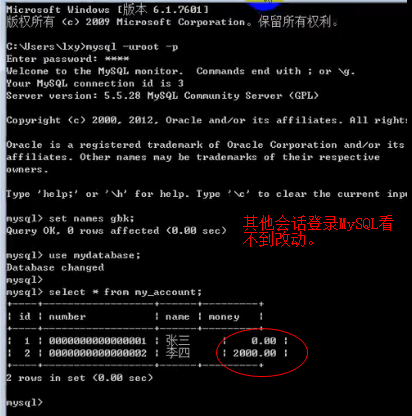 Microsoft Windows [版本 6.1.7601]
版权所有 (c) 2009 Microsoft Corporation。保留所有权利。
C:\Users\lxy>mysql -uroot -p
Enter password: ****
Welcome to the MySQL monitor.  Commands end with ; or \g.
Your MySQL connection id is 3
Server version: 5.5.28 MySQL Community Server (GPL)
Copyright (c) 2000, 2012, Oracle and/or its affiliates. All rights
Oracle is a registered trademark of Oracle Corporation and/or its
affiliates. Other names may be trademarks of their respective
owners.
Type 'help;' or '\h' for help. Type '\c' to clear the current inpu
mysql> set names gbk;
Query OK, 0 rows affected (0.00 sec)
其他会话登录MySQL看
不到改动。
mysql> use mydatabase;
Database changed
mysql>
mysql> select * from my_account;
+----+------------------+------+---------+
| id | number           | name | money   |
+----+------------------+------+---------+
|  1 | 0000000000000001 | 张三 |    0.00 |
|  2 | 0000000000000002 | 李四 | 2000.00 |
+----+------------------+------+---------+
2 rows in set (0.00 sec)
mysql>